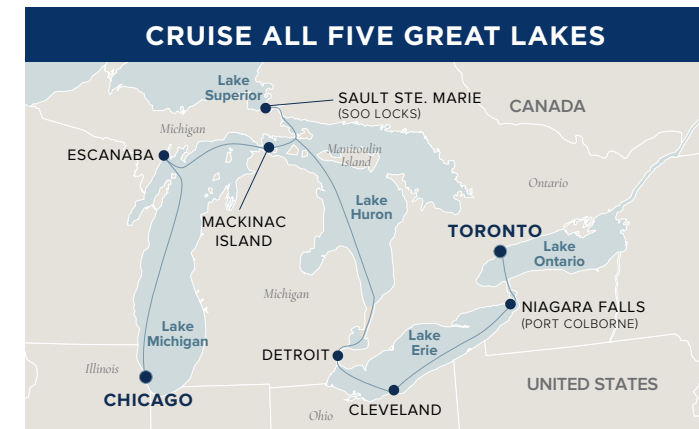 CRUISE ALL FIVE GREAT LAKES
Lake
Superior
SAULT STE. MARIE
(SOO LOCKS)
CANADA
Michigan
ESCANABA
Manitoulin
Island
Ontario
Lake
Huron
MACKINAC
ISLAND
TORONTO
Lake
Ontario
Michigan
NIAGARA FALLS
(PORT COLBORNE)
Lake
Michigan
Lake
Erie
DETROIT
Illinois
UNITED STATES
CHICAGO
CLEVELAND
Ohio